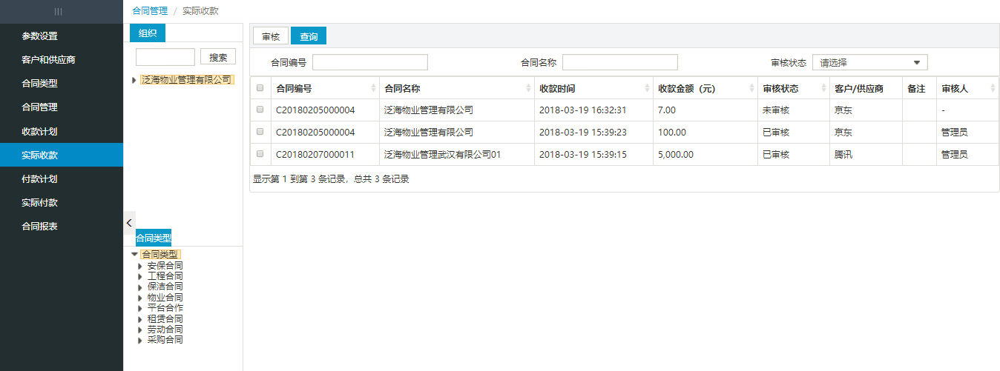 合同管理 / 实际收款
参数设置
客户和供应商
合同类型
合同管理
收款计划
实际收款
付款计划
实际付款
合同报表
组织
搜索
泛海物业管理有限公司
合同类型
合同类型
安保合同
工程合同
保洁合同
物业合同
平台合作
租赁合同
劳动合同
采购合同
审核 查询
合同编号 合同名称 审核状态 请选择
合同编号 合同名称 收款时间 收款金额（元） 审核状态 客户/供应商 备注 审核人
C20180205000004 泛海物业管理有限公司 2018-03-19 16:32:31 7.00 未审核 京东 -
C20180205000004 泛海物业管理有限公司 2018-03-19 15:39:23 100.00 已审核 京东 管理员
C20180207000011 泛海物业管理武汉有限公司01 2018-03-19 15:39:15 5,000.00 已审核 腾讯 管理员
显示第 1 到第 3 条记录，总共 3 条记录